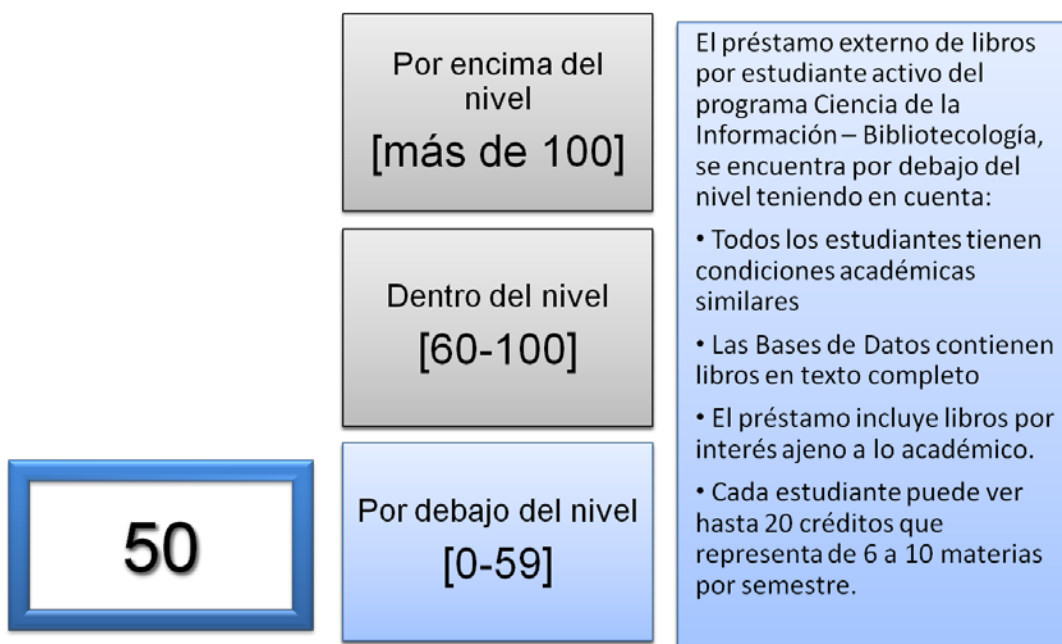 Por encima del
nivel
[más de 100]
Dentro del nivel
[60-100]
50
Por debajo del nivel
[0-59]
El préstamo externo de libros
por estudiante activo del
programa Ciencia de la
Información – Bibliotecología,
se encuentra por debajo del
nivel teniendo en cuenta:
• Todos los estudiantes tienen
condiciones académicas
similares
• Las Bases de Datos contienen
libros en texto completo
• El préstamo incluye libros por
interés ajeno a lo académico.
• Cada estudiante puede ver
hasta 20 créditos que
representa de 6 a 10 materias
por semestre.